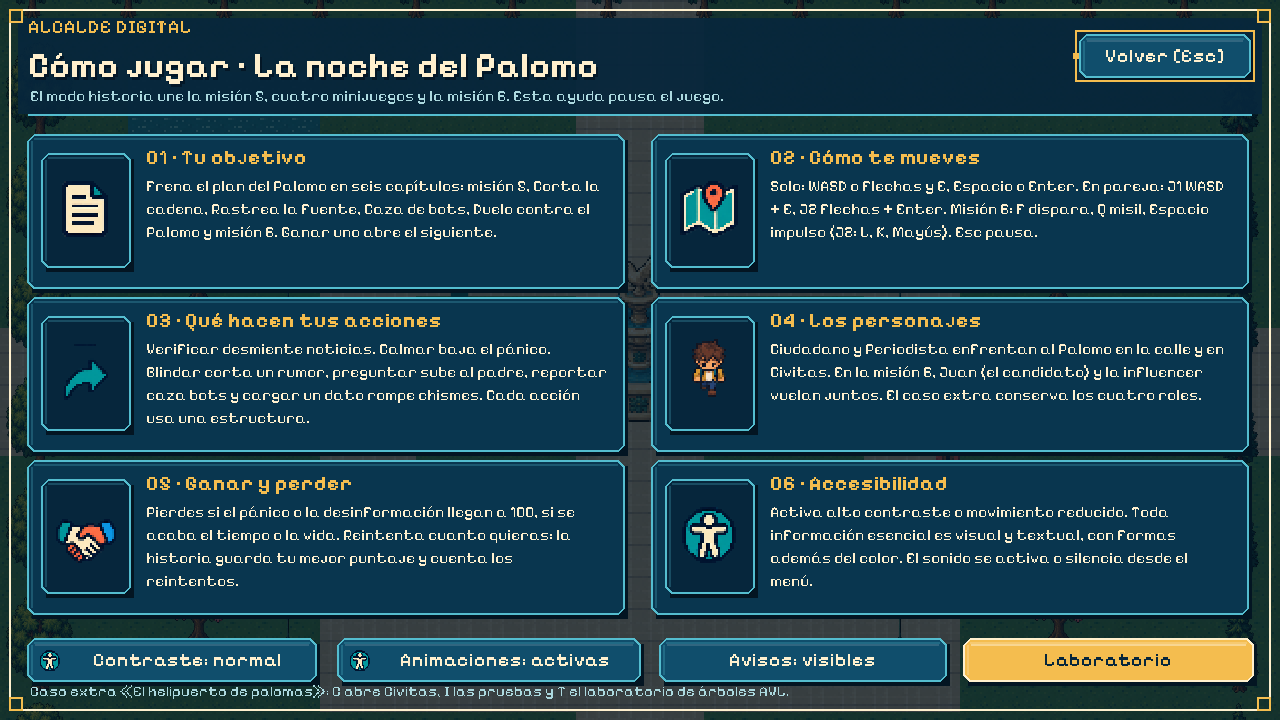 ALCALDE DIGITAL
Cómo jugar · La noche del Palomo
El modo historia une la misión 5, cuatro minijuegos y la misión 6. Esta ayuda pausa el juego.
Volver (Esc)
01 · Tu objetivo
Frena el plan del Palomo en seis capítulos: misión 5, Corta la
cadena, Rastrea la fuente, Caza de bots, Duelo contra el
Palomo y misión 6. Ganar uno abre el siguiente.
02 · Cómo te mueves
Solo: WASD o flechas y E, Espacio o Enter. En pareja: J1 WASD
+ E, J2 flechas + Enter. Misión 6: F dispara, Q misil, Espacio
impulso (J2: L, K, Mayús). Esc pausa.
03 · Qué hacen tus acciones
Verificar desmiente noticias. Calmar baja el pánico.
Blindar corta un rumor, preguntar sube al padre, reportar
caza bots y cargar un dato rompe chismes. Cada acción
usa una estructura.
04 · Los personajes
Ciudadano y Periodista enfrentan al Palomo en la calle y en
Civitas. En la misión 6, Juan (el candidato) y la influencer
vuelan juntos. El caso extra conserva los cuatro roles.
05 · Ganar y perder
Pierdes si el pánico o la desinformación llegan a 100, si se
acaba el tiempo o la vida. Reintenta cuanto quieras: la
historia guarda tu mejor puntaje y cuenta los
reintentos.
06 · Accesibilidad
Activa alto contraste o movimiento reducido. Toda
información esencial es visual y textual, con formas
además del color. El sonido se activa o silencia desde el
menú.
Contraste: normal
Animaciones: activas
Avisos: visibles
Laboratorio
Caso extra «El helipuerto de palomas»: C abre Civitas, I las pruebas y T el laboratorio de árboles AVL.